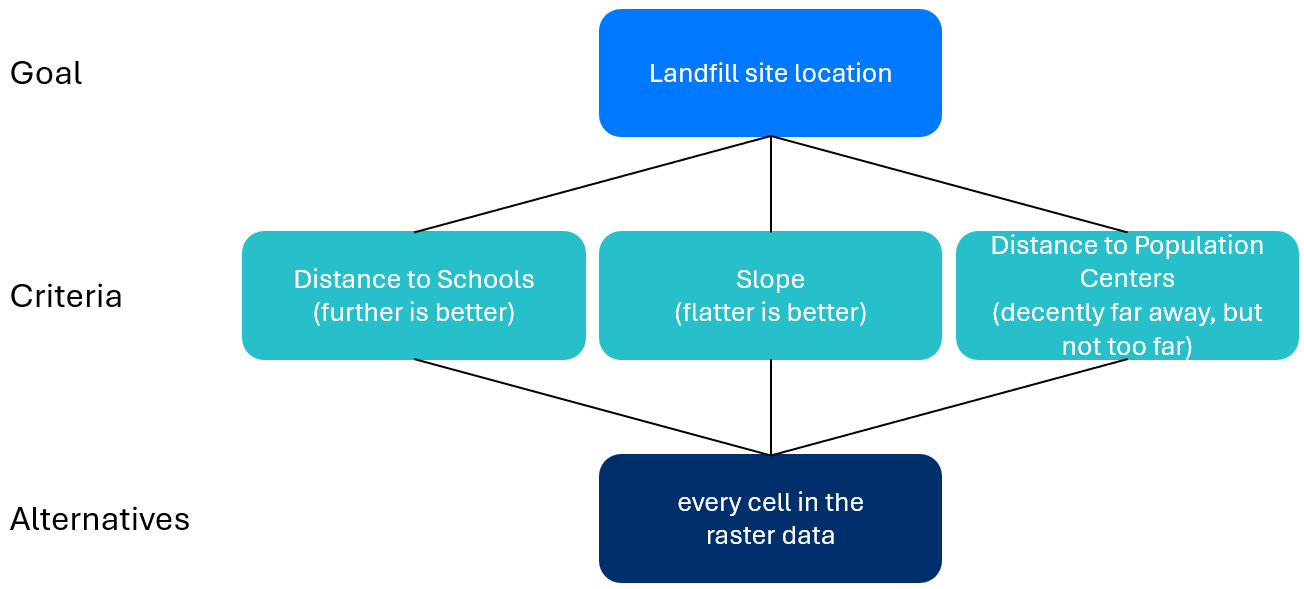 Goal
Landfill site location
Criteria
Distance to Schools
(further is better)
Slope
(flatter is better)
Distance to Population
Centers
(decently far away, but
not too far)
Alternatives
every cell in the
raster data